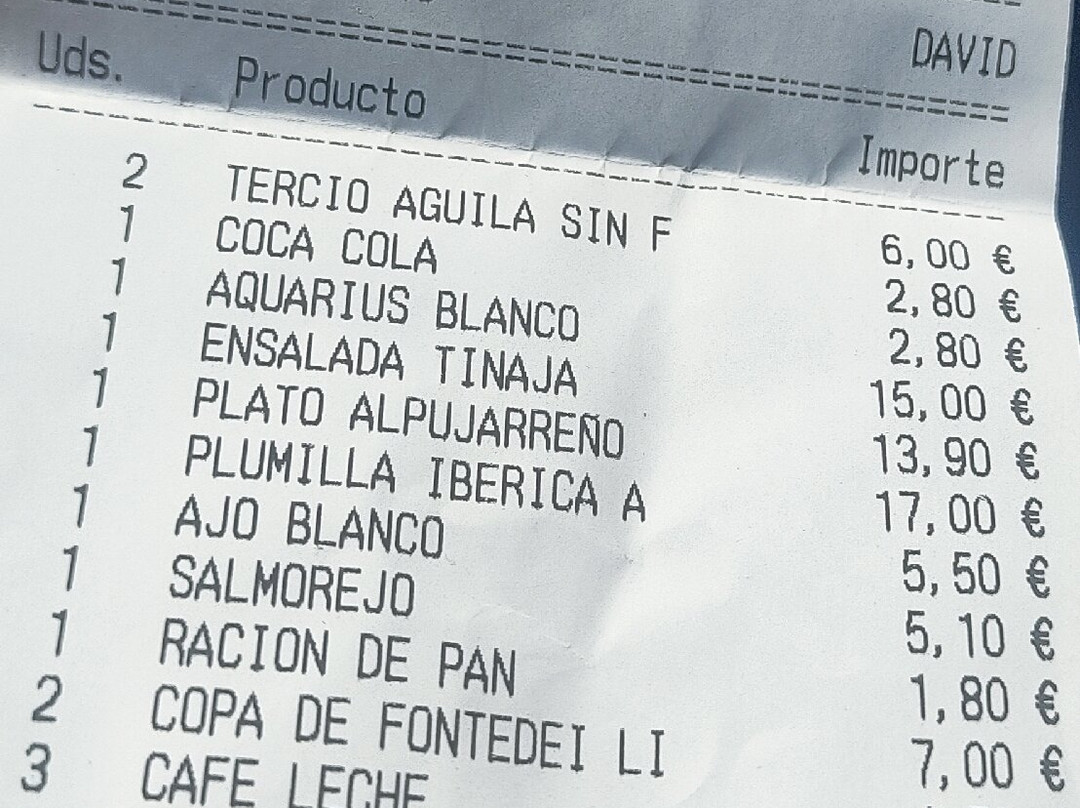 DAVID
Uds. Producto Importe
2 TERCIO AGUILA SIN F 6,00 €
1 COCA COLA 2,80 €
1 AQUARIUS BLANCO 2,80 €
1 ENSALADA TINAJA 15,00 €
1 PLATO ALPUJARREÑO 13,90 €
1 PLUMILLA IBERICA A 17,00 €
1 AJO BLANCO 5,50 €
1 SALMOREJO 5,10 €
1 RACION DE PAN 1,80 €
2 COPA DE FONTEDEI LI 7,00 €
3 CAFE LECHE